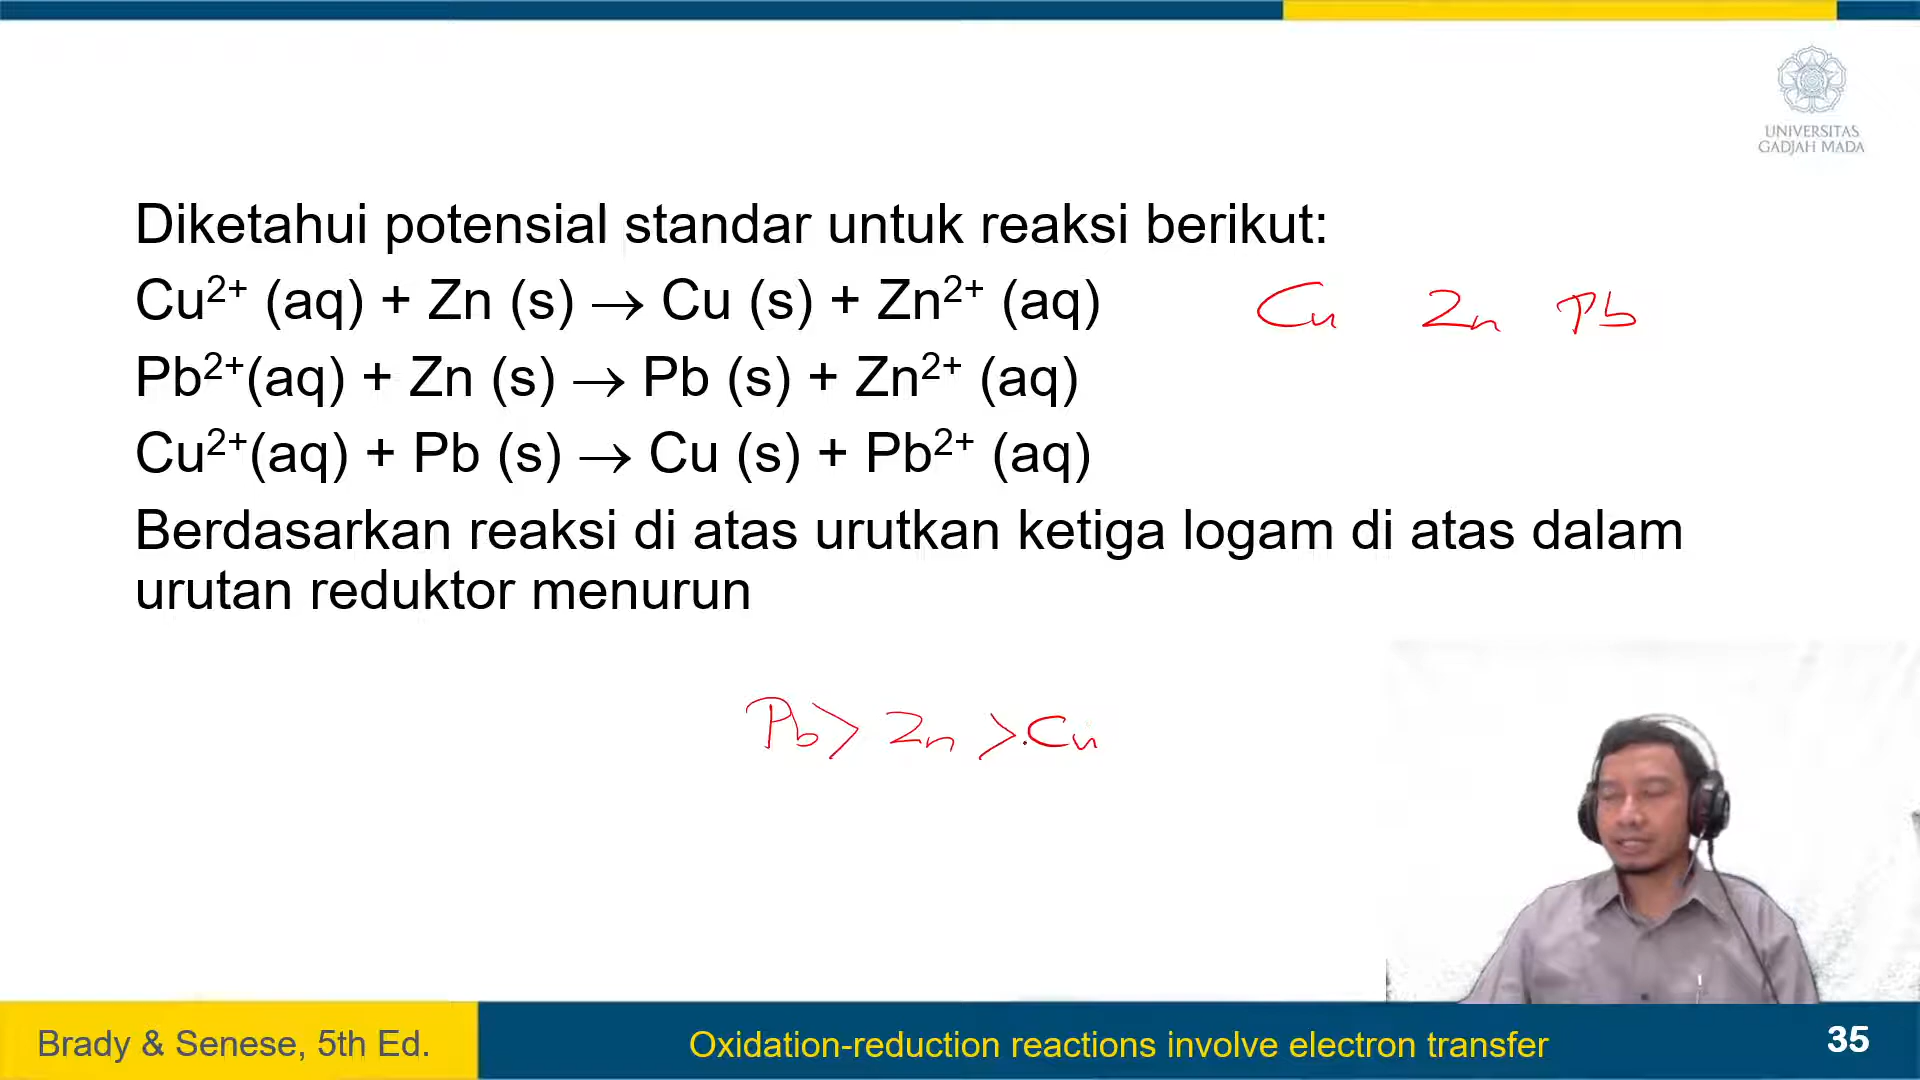 UNIVERSITAS
GADJAH MADA
Diketahui potensial standar untuk reaksi berikut:
Cu²⁺ (aq) + Zn (s) → Cu (s) + Zn²⁺ (aq)
Cu Zn Pb
Pb²⁺(aq) + Zn (s) → Pb (s) + Zn²⁺ (aq)
Cu²⁺(aq) + Pb (s) → Cu (s) + Pb²⁺ (aq)
Berdasarkan reaksi di atas urutkan ketiga logam di atas dalam
urutan reduktor menurun
Pb > Zn > Cu
Brady & Senese, 5th Ed.
Oxidation-reduction reactions involve electron transfer
35